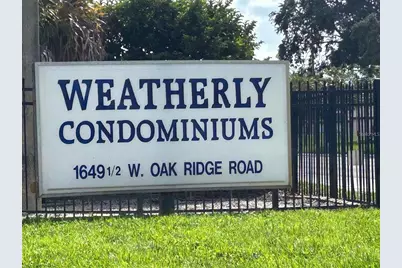 WEATHERLY
CONDOMINIUMS
1649 1/2 W. OAK RIDGE ROAD